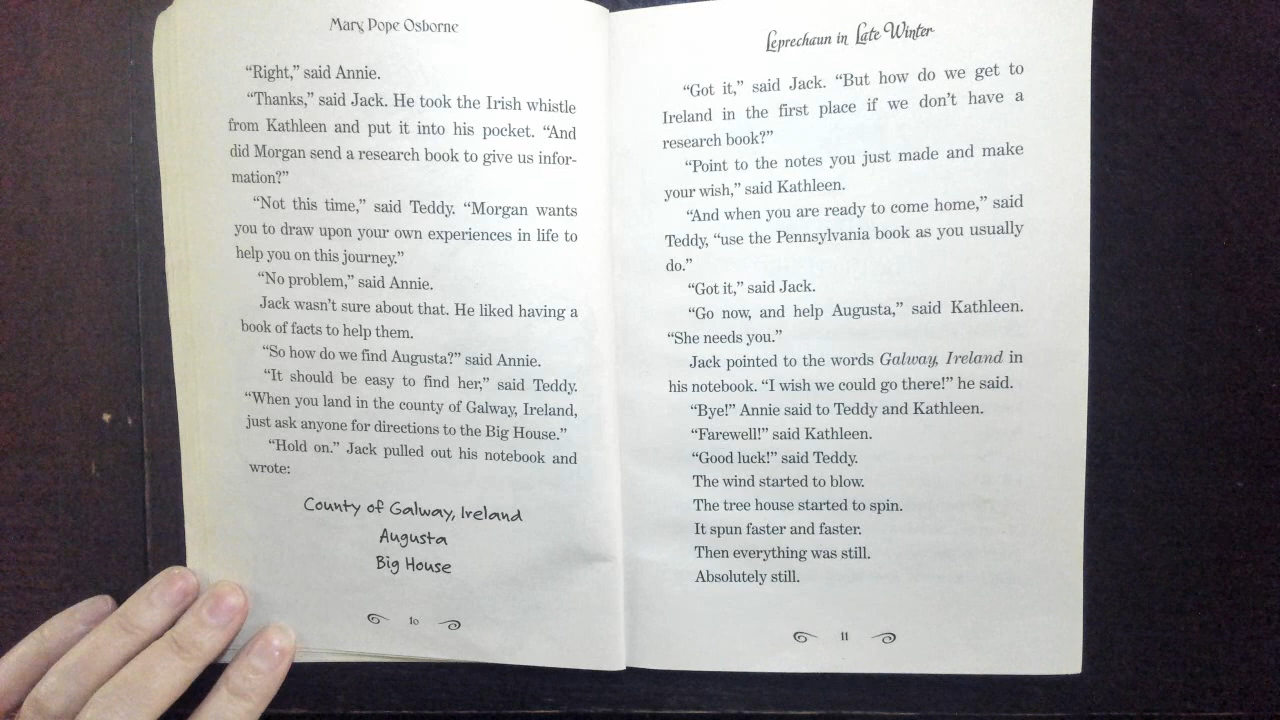 Mary Pope Osborne
“Right,” said Annie.
“Thanks,” said Jack. He took the Irish whistle
from Kathleen and put it into his pocket. “And
did Morgan send a research book to give us infor-
mation?”
“Not this time,” said Teddy. “Morgan wants
you to draw upon your own experiences in life to
help you on this journey.”
“No problem,” said Annie.
Jack wasn’t sure about that. He liked having a
book of facts to help them.
“So how do we find Augusta?” said Annie.
“It should be easy to find her,” said Teddy.
“When you land in the county of Galway, Ireland,
just ask anyone for directions to the Big House.”
“Hold on.” Jack pulled out his notebook and
wrote:
County of Galway, Ireland
Augusta
Big House
10
Leprechaun in Late Winter
“Got it,” said Jack. “But how do we get to
Ireland in the first place if we don’t have a
research book?”
“Point to the notes you just made and make
your wish,” said Kathleen.
“And when you are ready to come home,” said
Teddy, “use the Pennsylvania book as you usually
do.”
“Got it,” said Jack.
“Go now, and help Augusta,” said Kathleen.
“She needs you.”
Jack pointed to the words Galway, Ireland in
his notebook. “I wish we could go there!” he said.
“Bye!” Annie said to Teddy and Kathleen.
“Farewell!” said Kathleen.
“Good luck!” said Teddy.
The wind started to blow.
The tree house started to spin.
It spun faster and faster.
Then everything was still.
Absolutely still.
11